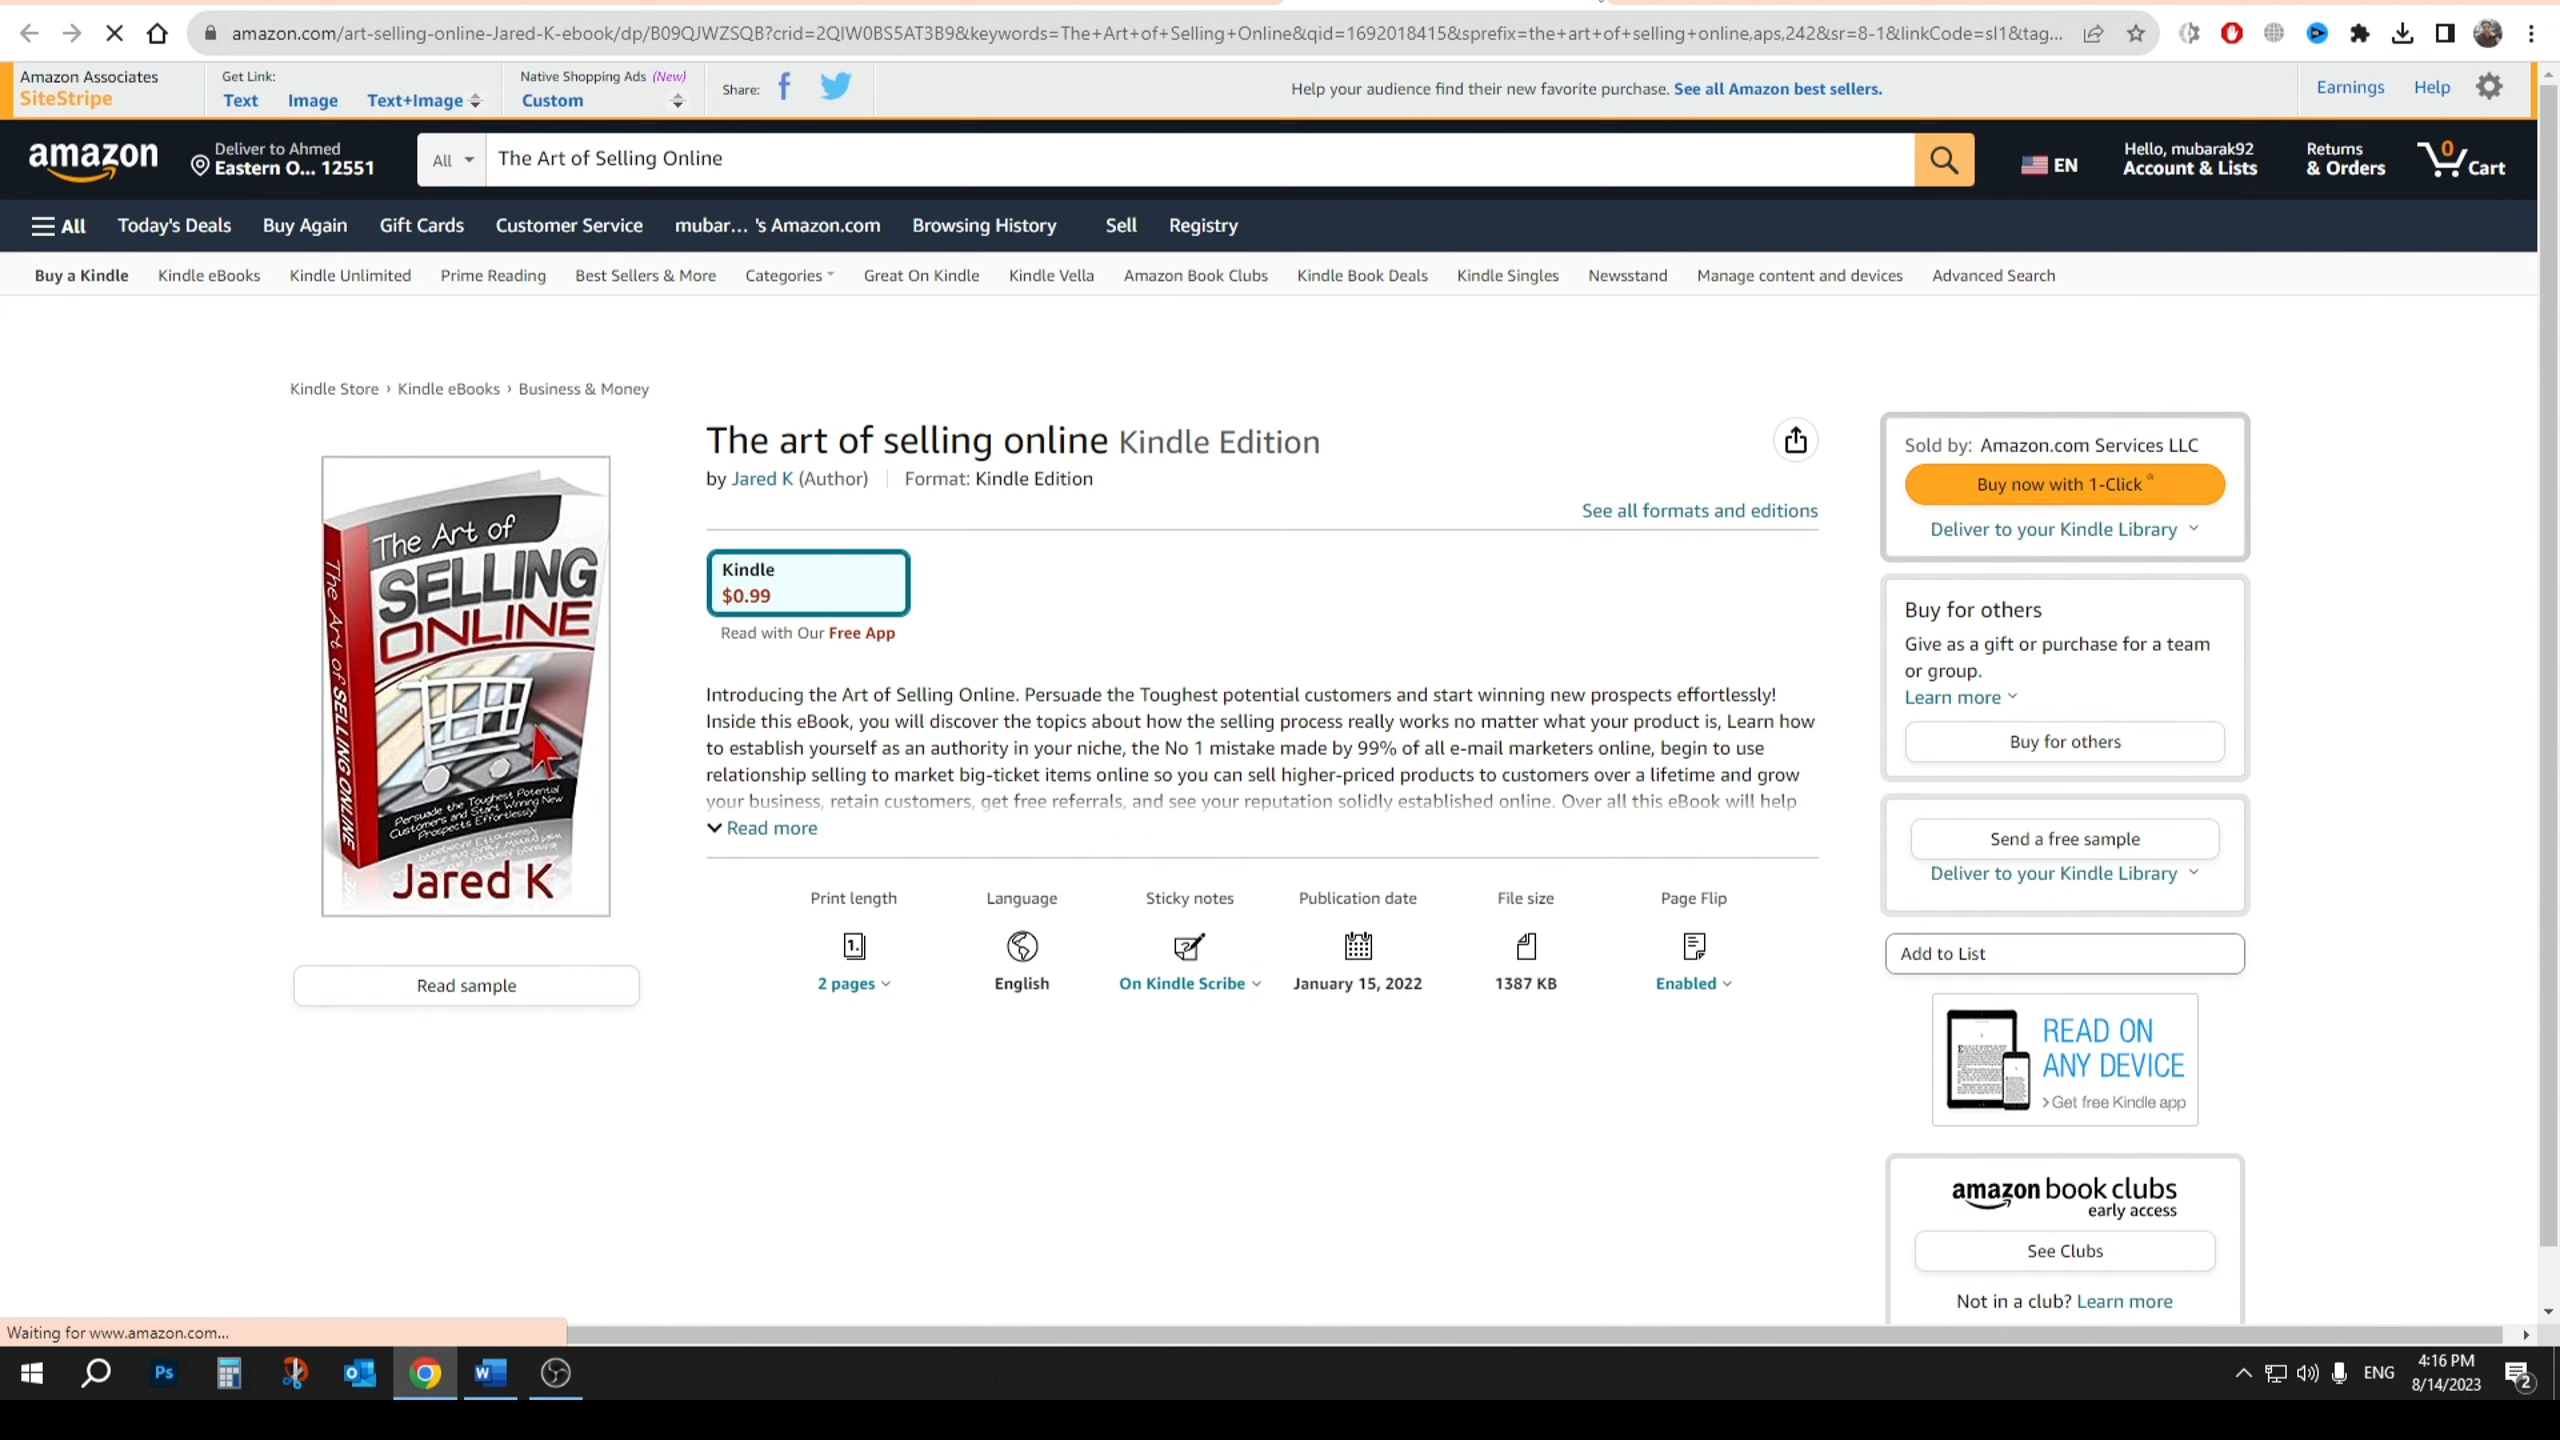 amazon.com/art-selling-online-Jared-K-ebook/dp/B09QJWZSQB?crid=2QIW0BS5AT3B9&keywords=The+Art+of+Selling+Online&qid=1692018415&sprefix=the+art+of+selling+online,aps,242&sr=8-1&linkCode=sl1&tag...
Amazon Associates
SiteStripe
Get Link:
Text Image Text+Image
Native Shopping Ads (New)
Custom
Share:
Help your audience find their new favorite purchase. See all Amazon best sellers.
Earnings Help
amazon
Deliver to Ahmed
Eastern O... 12551
All
The Art of Selling Online
EN
Hello, mubarak92
Account & Lists
Returns
& Orders
0
Cart
All Today's Deals Buy Again Gift Cards Customer Service mubar... 's Amazon.com Browsing History Sell Registry
Buy a Kindle Kindle eBooks Kindle Unlimited Prime Reading Best Sellers & More Categories Great On Kindle Kindle Vella Amazon Book Clubs Kindle Book Deals Kindle Singles Newsstand Manage content and devices Advanced Search
Kindle Store › Kindle eBooks › Business & Money
The Art of
SELLING
ONLINE
The Art of SELLING ONLINE
Persuade the Toughest Potential
Customers and Start Winning New
Prospects Effortlessly!
Jared K
Read sample
The art of selling online Kindle Edition
by Jared K (Author) Format: Kindle Edition
See all formats and editions
Kindle
$0.99
Read with Our Free App
Introducing the Art of Selling Online. Persuade the Toughest potential customers and start winning new prospects effortlessly!
Inside this eBook, you will discover the topics about how the selling process really works no matter what your product is, Learn how
to establish yourself as an authority in your niche, the No 1 mistake made by 99% of all e-mail marketers online, begin to use
relationship selling to market big-ticket items online so you can sell higher-priced products to customers over a lifetime and grow
your business, retain customers, get free referrals, and see your reputation solidly established online. Over all this eBook will help
Read more
Print length Language Sticky notes Publication date File size Page Flip
1.
2 pages English On Kindle Scribe January 15, 2022 1387 KB Enabled
Sold by: Amazon.com Services LLC
Buy now with 1-Click ®
Deliver to your Kindle Library
Buy for others
Give as a gift or purchase for a team
or group.
Learn more
Buy for others
Send a free sample
Deliver to your Kindle Library
Add to List
READ ON
ANY DEVICE
›Get free Kindle app
amazon book clubs
early access
See Clubs
Not in a club? Learn more
Waiting for www.amazon.com...
Ps
ENG
4:16 PM
8/14/2023
2